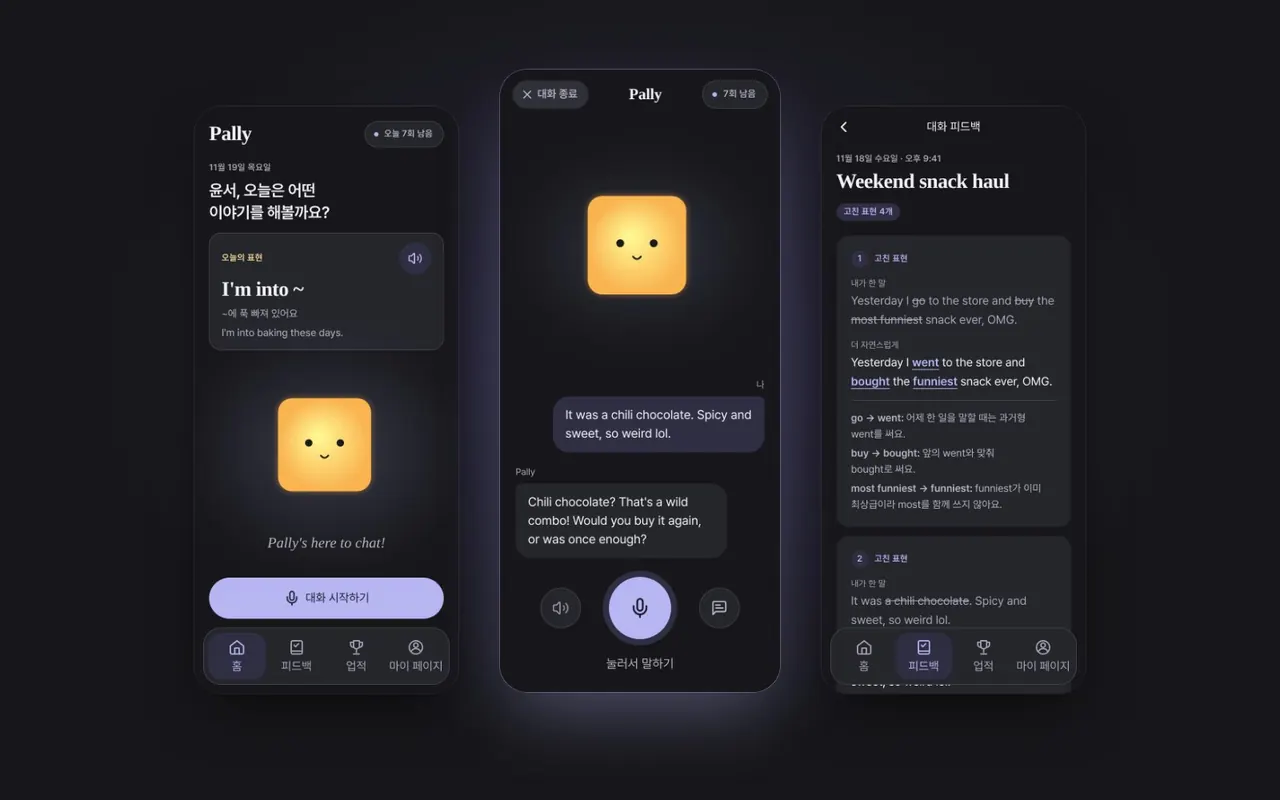 Pally
오늘 7회 남음
11월 19일 목요일
윤서, 오늘은 어떤
이야기를 해볼까요?
오늘의 표현
I'm into ~
~에 푹 빠져 있어요
I'm into baking these days.
Pally's here to chat!
대화 시작하기
홈
피드백
업적
마이 페이지
대화 종료
Pally
7회 남음
나
It was a chili chocolate. Spicy and
sweet, so weird lol.
Pally
Chili chocolate? That's a wild
combo! Would you buy it again,
or was once enough?
눌러서 말하기
대화 피드백
11월 18일 수요일 · 오후 9:41
Weekend snack haul
고친 표현 4개
1 고친 표현
내가 한 말
Yesterday I go to the store and buy the
most funniest snack ever, OMG.
더 자연스럽게
Yesterday I went to the store and
bought the funniest snack ever, OMG.
go → went: 어제 한 일을 말할 때는 과거형
went를 써요.
buy → bought: 앞의 went와 맞춰
bought로 써요.
most funniest → funniest: funniest가 이미
최상급이라 most를 함께 쓰지 않아요.
2 고친 표현
내가 한 말
It was a chili chocolate. Spicy and
sweet, so weird lol.
홈
피드백
업적
마이 페이지